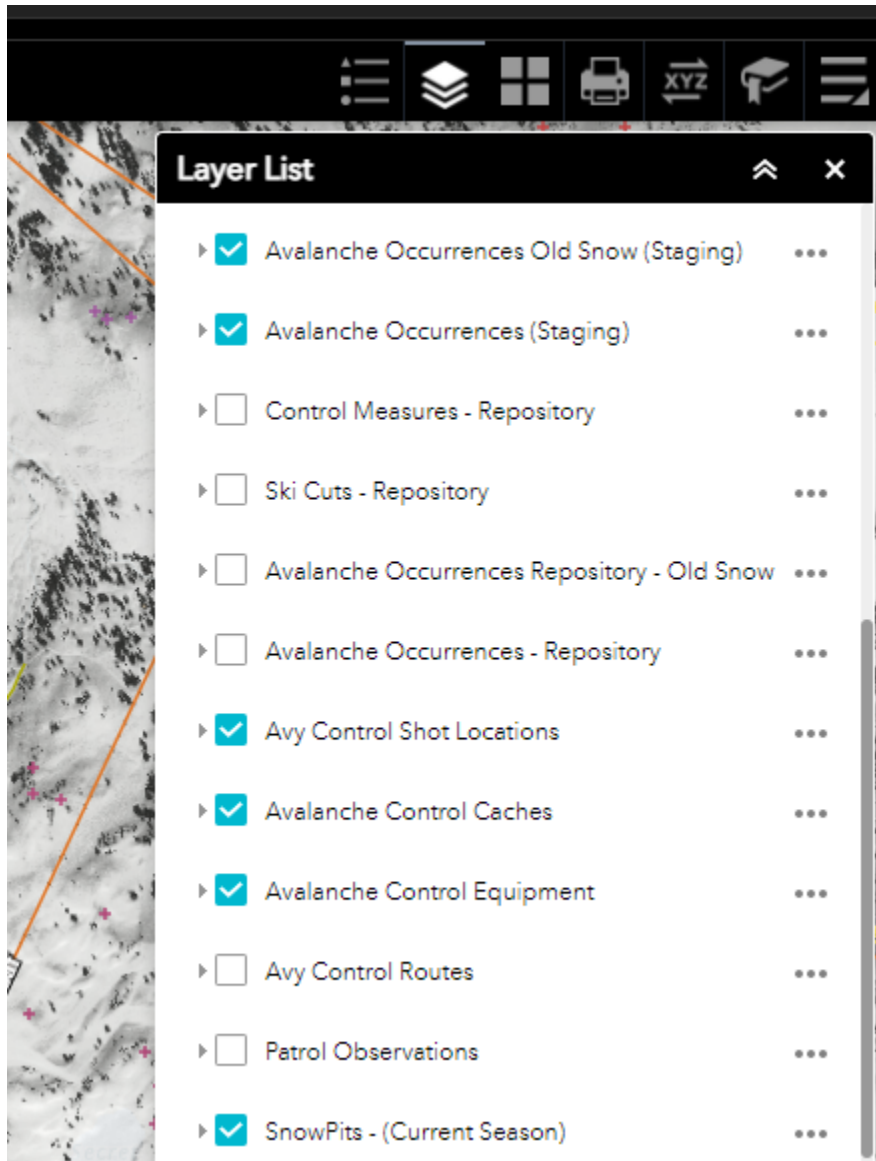 XYZ
Layer List
Avalanche Occurrences Old Snow (Staging)
Avalanche Occurrences (Staging)
Control Measures - Repository
Ski Cuts - Repository
Avalanche Occurrences Repository - Old Snow
Avalanche Occurrences - Repository
Avy Control Shot Locations
Avalanche Control Caches
Avalanche Control Equipment
Avy Control Routes
Patrol Observations
SnowPits - (Current Season)